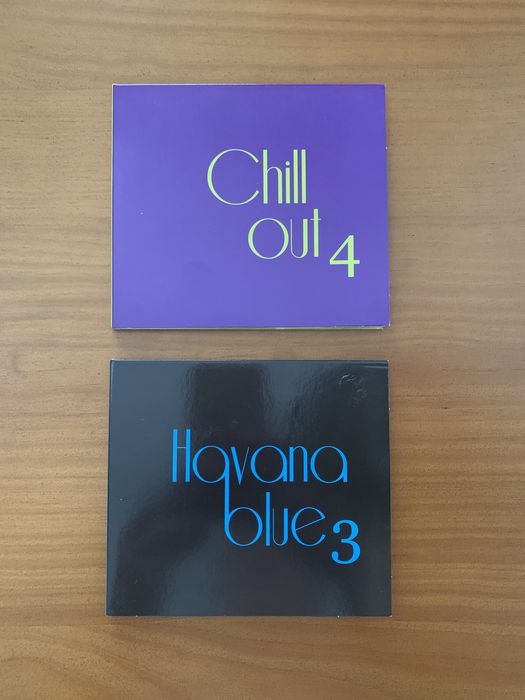 Chill
out 4
Havana
blue 3